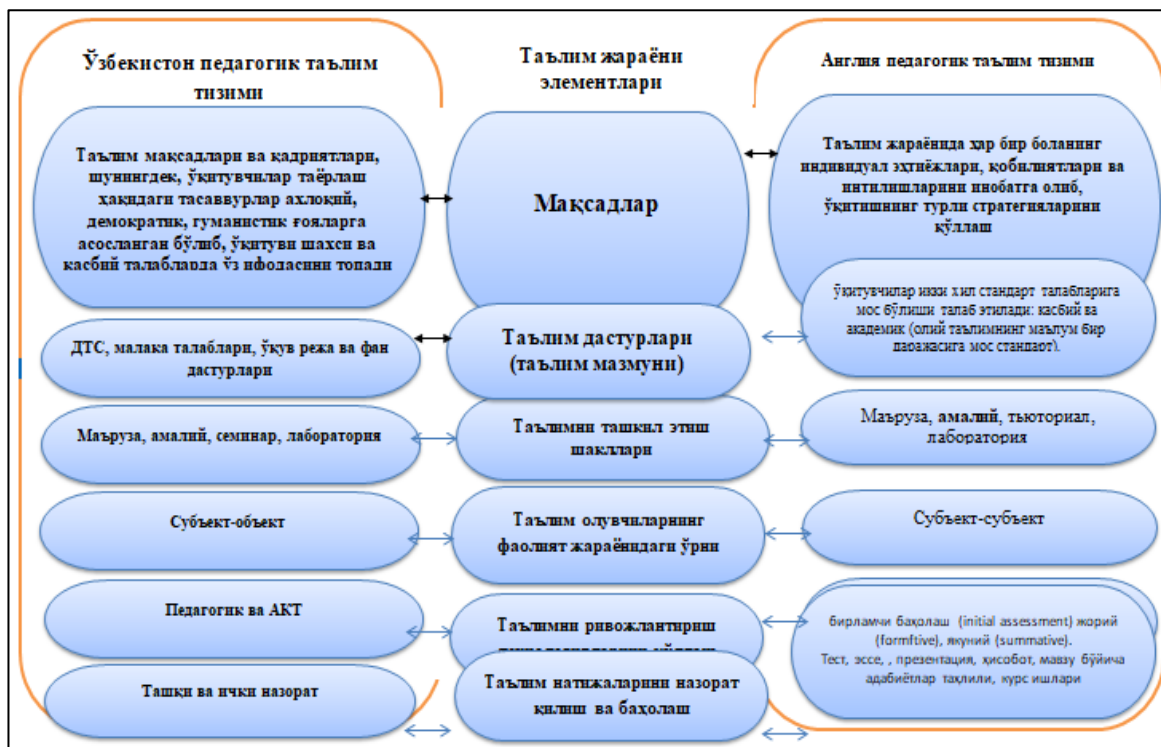 Ўзбекистон педагогик таълим
тизими
Таълим жараёни
элементлари
Англия педагогик таълим тизими
Таълим мақсадлари ва қадриятлари,
шунингдек, ўқитувчилар таёрлаш
ҳақидаги тасаввурлар ахлоқий,
демократик, гуманистик ғояларга
асосланган бўлиб, ўқитуви шахси ва
касбий талабларда ўз ифодасини топади
Мақсадлар
Таълим жараёнида ҳар бир боланинг
индивидуал эҳтиёжлари, қобилиятлари ва
интилишларини инобатга олиб,
ўқитишнинг турли стратегияларини
қўллаш
ДТС, малака талаблари, ўқув режа ва фан
дастурлари
Таълим дастурлари
(таълим мазмуни)
ўқитувчилар икки хил стандарт талабларига
мос бўлиши талаб этилади: касбий ва
академик (олий таълимнинг маълум бир
даражасига мос стандарт).
Маъруза, амалий, семинар, лаборатория
Таълимни ташкил этиш
шакллари
Маъруза, амалий, тьюториал,
лаборатория
Субъект-объект
Таълим олувчиларнинг
фаолият жараёнидаги ўрни
Субъект-субъект
Педагогик ва АКТ
Таълимни ривожлантириш
бирламчи баҳолаш (initial assessment) жорий
(formftive), якуний (summative).
Тест, эссе, , презентация, ҳисобот, мавзу бўйича
адабиётлар таҳлили, курс ишлари
Ташқи ва ички назорат
Таълим натижаларини назорат
қилиш ва баҳолаш